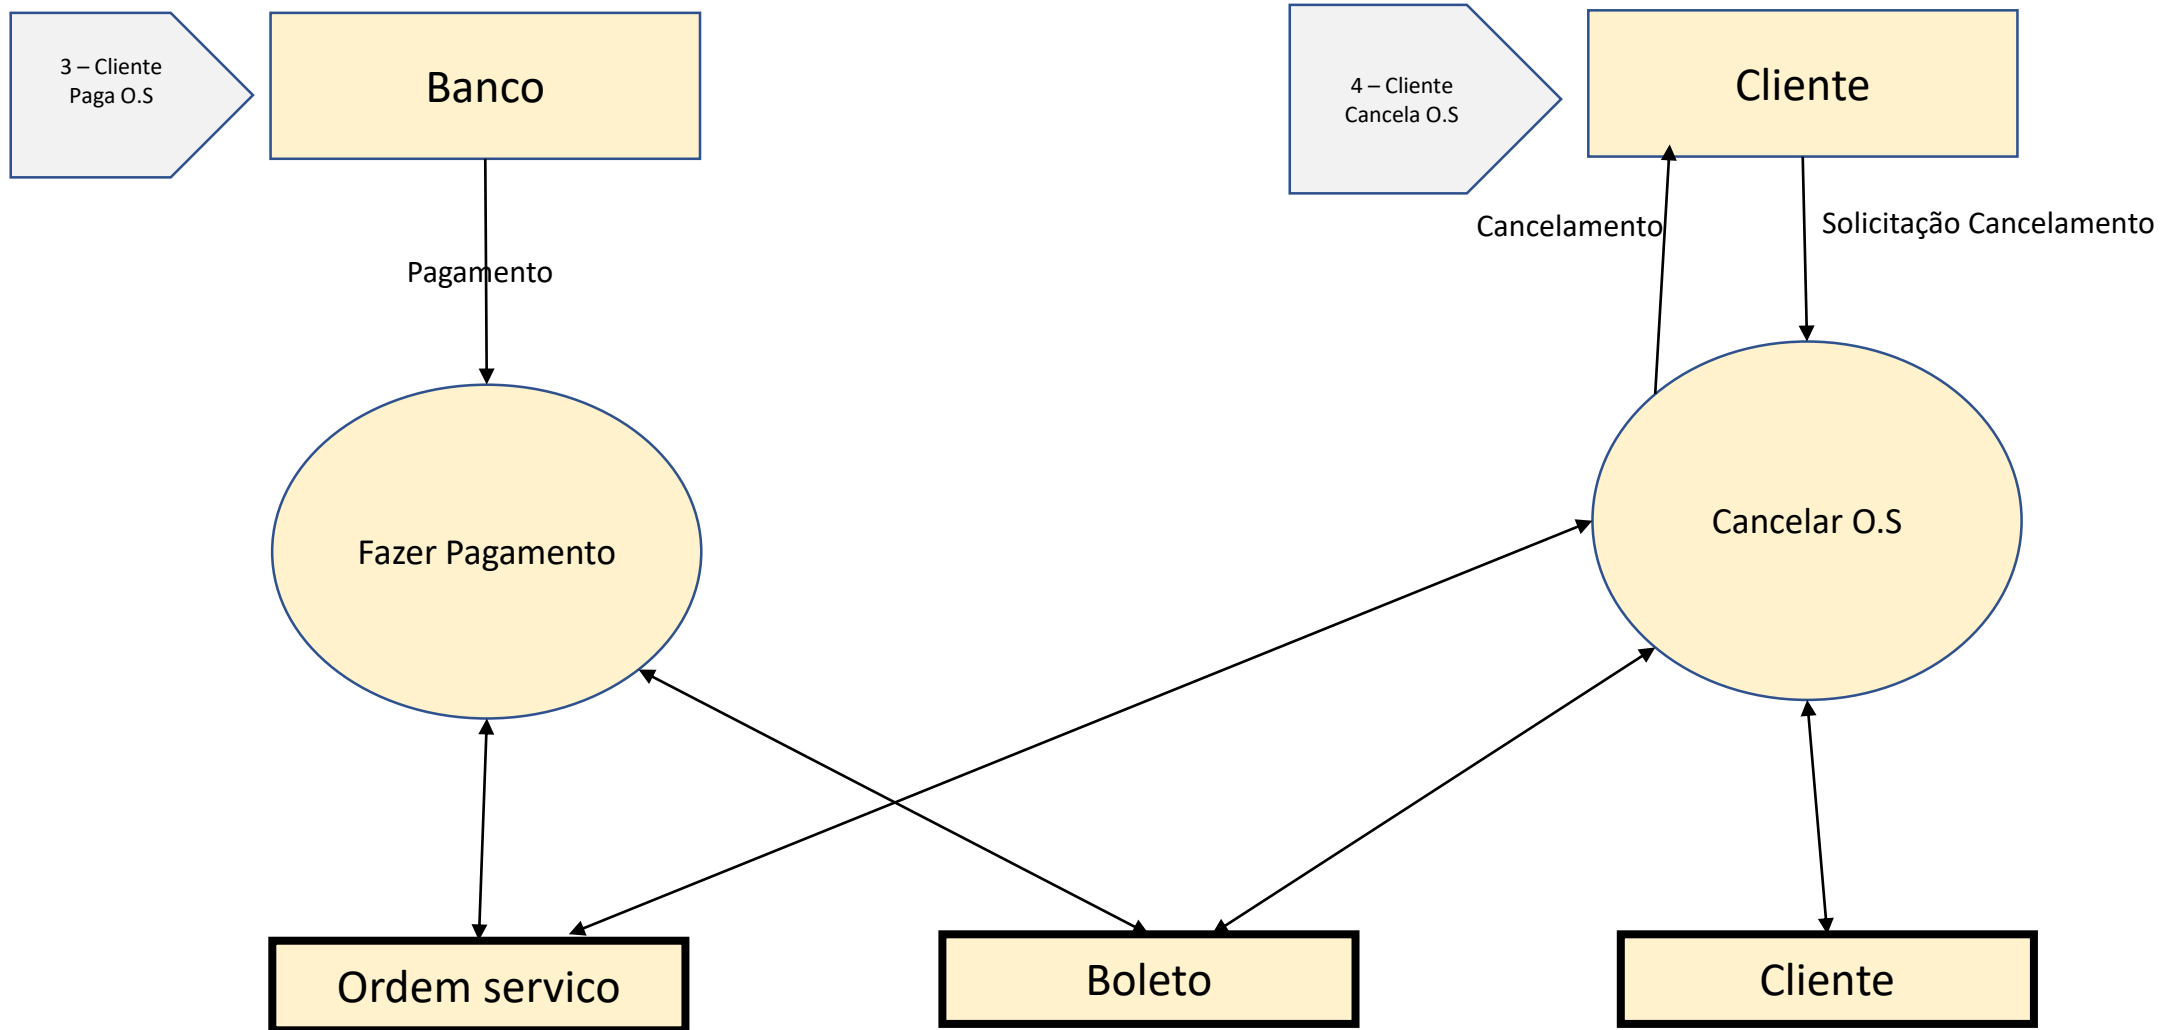 3 – Cliente
Paga O.S
Banco
4 – Cliente
Cancela O.S
Cliente
Cancelamento
Solicitação Cancelamento
Pagamento
Fazer Pagamento
Cancelar O.S
Ordem servico
Boleto
Cliente